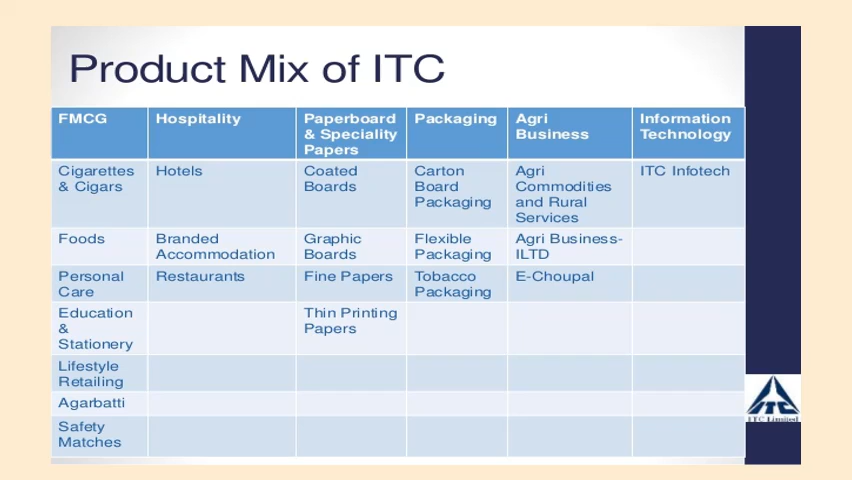 Product Mix of ITC
FMCG
Hospitality
Paperboard
& Speciality
Papers
Packaging
Agri
Business
Information
Technology
Cigarettes
& Cigars
Hotels
Coated
Boards
Carton
Board
Packaging
Agri
Commodities
and Rural
Services
ITC Infotech
Foods
Branded
Accommodation
Graphic
Boards
Flexible
Packaging
Agri Business-
ILTD
Personal
Care
Restaurants
Fine Papers
Tobacco
Packaging
E-Choupal
Education
&
Stationery
Thin Printing
Papers
Lifestyle
Retailing
Agarbatti
Safety
Matches
ITC
ITC Limited